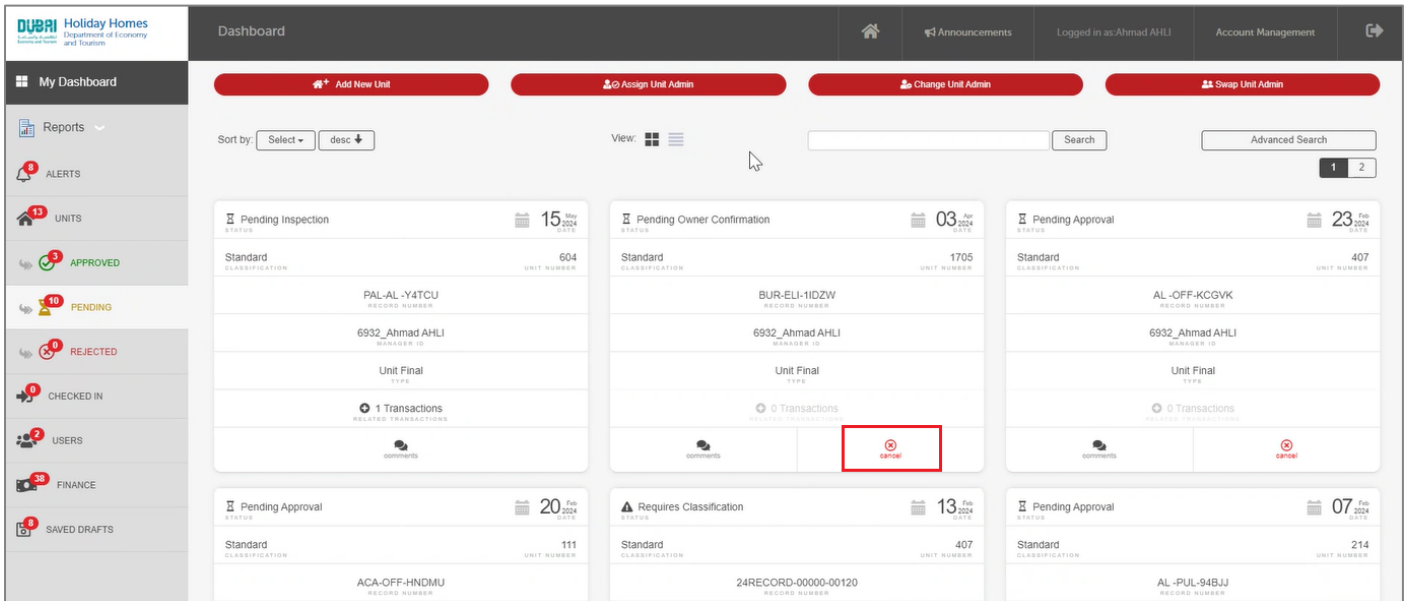 DUBAI
Economy and Tourism
Holiday Homes
Department of Economy
and Tourism
Dashboard
Announcements
Logged in as:Ahmad AHLI
Account Management
My Dashboard
Reports
8 ALERTS
13 UNITS
3 APPROVED
10 PENDING
0 REJECTED
0 CHECKED IN
2 USERS
38 FINANCE
8 SAVED DRAFTS
Add New Unit
Assign Unit Admin
Change Unit Admin
Swap Unit Admin
Sort by: Select desc
View:
Search
Advanced Search
1 2
Pending Inspection
STATUS
15 May 2024
DATE
Standard
CLASSIFICATION
604
UNIT NUMBER
PAL-AL -Y4TCU
RECORD NUMBER
6932_Ahmad AHLI
MANAGER ID
Unit Final
TYPE
1 Transactions
RELATED TRANSACTIONS
comments
Pending Owner Confirmation
STATUS
03 Apr 2024
DATE
Standard
CLASSIFICATION
1705
UNIT NUMBER
BUR-ELI-1IDZW
RECORD NUMBER
6932_Ahmad AHLI
MANAGER ID
Unit Final
TYPE
0 Transactions
RELATED TRANSACTIONS
comments
cancel
Pending Approval
STATUS
23 Feb 2024
DATE
Standard
CLASSIFICATION
407
UNIT NUMBER
AL -OFF-KCGVK
RECORD NUMBER
6932_Ahmad AHLI
MANAGER ID
Unit Final
TYPE
0 Transactions
RELATED TRANSACTIONS
comments
cancel
Pending Approval
STATUS
20 Feb 2024
DATE
Standard
CLASSIFICATION
111
UNIT NUMBER
ACA-OFF-HNDMU
RECORD NUMBER
Requires Classification
STATUS
13 Feb 2024
DATE
Standard
CLASSIFICATION
407
UNIT NUMBER
24RECORD-00000-00120
RECORD NUMBER
Pending Approval
STATUS
07 Feb 2024
DATE
Standard
CLASSIFICATION
214
UNIT NUMBER
AL -PUL-94BJJ
RECORD NUMBER